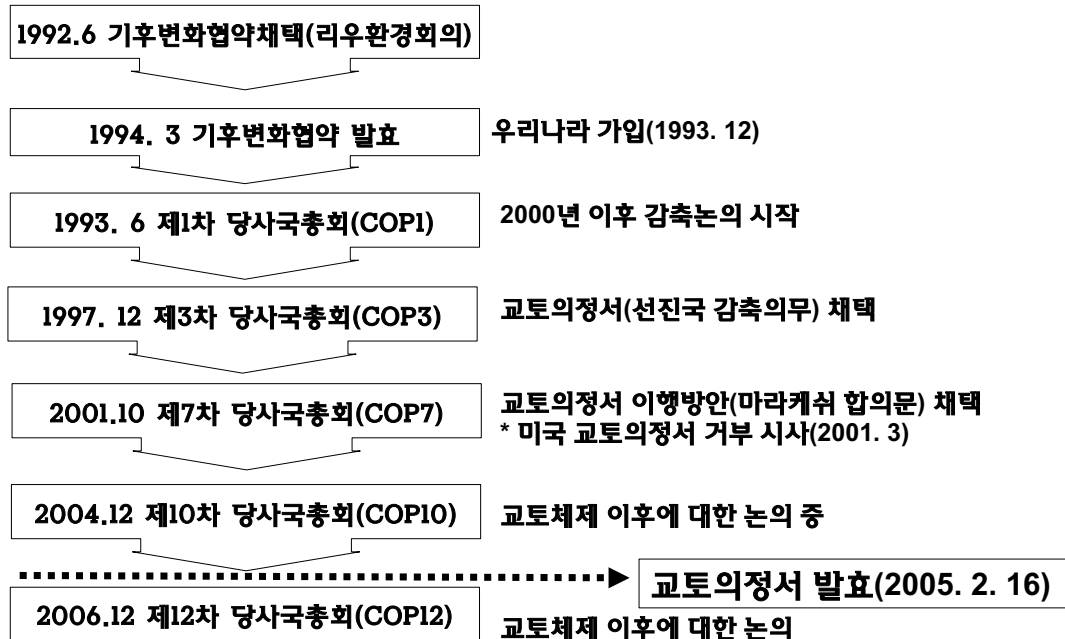 1992.6 기후변화협약채택(리우환경회의)
1994. 3 기후변화협약 발효
우리나라 가입(1993. 12)
1993. 6 제1차 당사국총회(COP1)
2000년 이후 감축논의 시작
1997. 12 제3차 당사국총회(COP3)
교토의정서(선진국 감축의무) 채택
2001.10 제7차 당사국총회(COP7)
교토의정서 이행방안(마라케쉬 합의문) 채택
* 미국 교토의정서 거부 시사(2001. 3)
2004.12 제10차 당사국총회(COP10)
교토체제 이후에 대한 논의 중
교토의정서 발효(2005. 2. 16)
2006.12 제12차 당사국총회(COP12)
교토체제 이후에 대한 논의